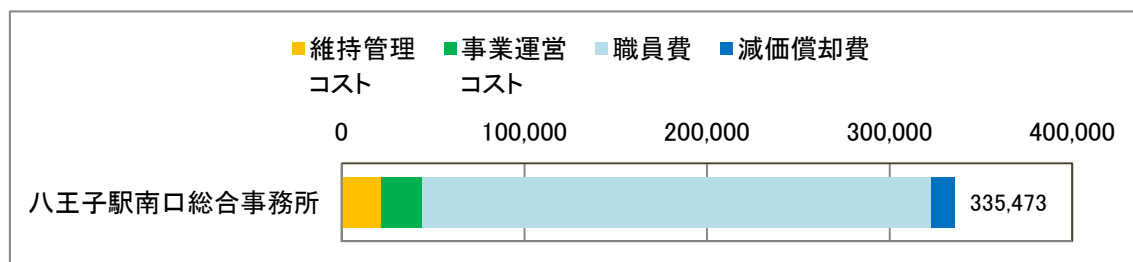 維持管理コスト 事業運営コスト 職員費 減価償却費
0 100,000 200,000 300,000 400,000
八王子駅南口総合事務所 335,473